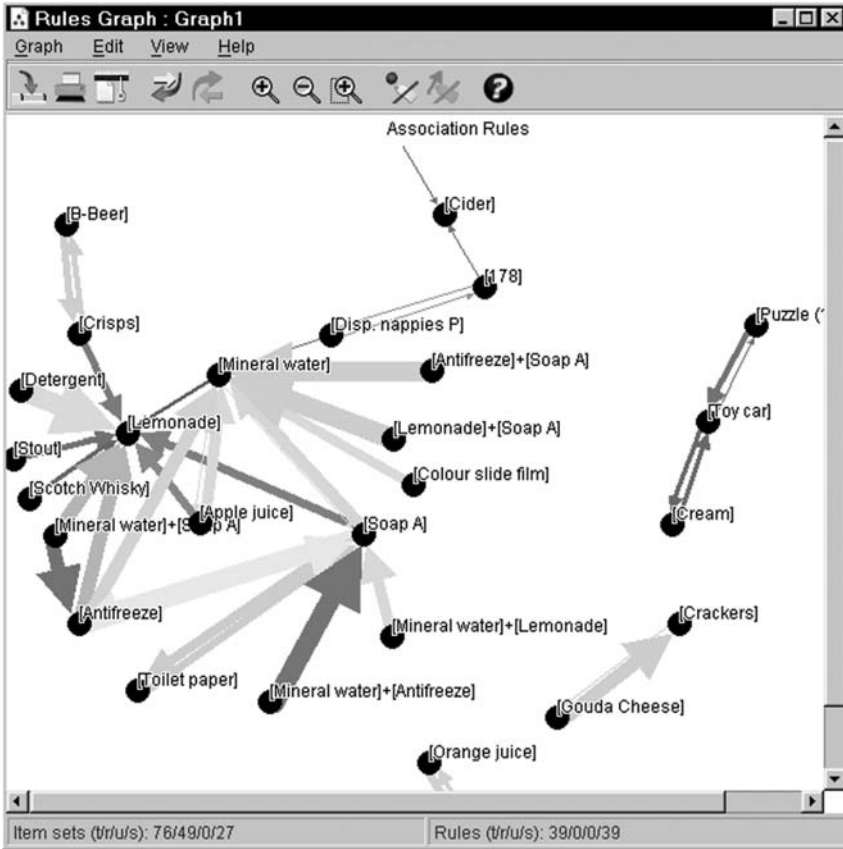 Rules Graph : Graph1
Graph Edit View Help
Association Rules
[Cider]
[B-Beer]
[178]
[Puzzle (
[Crisps]
[Disp. nappies P]
[Mineral water]
[Antifreeze]+[Soap A]
[Detergent]
[Toy car]
[Lemonade]
[Lemonade]+[Soap A]
[Stout]
[Colour slide film]
[Scotch Whisky]
[Apple juice]
[Mineral water]+[Soap A]
[Soap A]
[Cream]
[Antifreeze]
[Crackers]
[Mineral water]+[Lemonade]
[Toilet paper]
[Mineral water]+[Antifreeze]
[Gouda Cheese]
[Orange juice]
Item sets (t/r/u/s): 76/49/0/27
Rules (t/r/u/s): 39/0/0/39